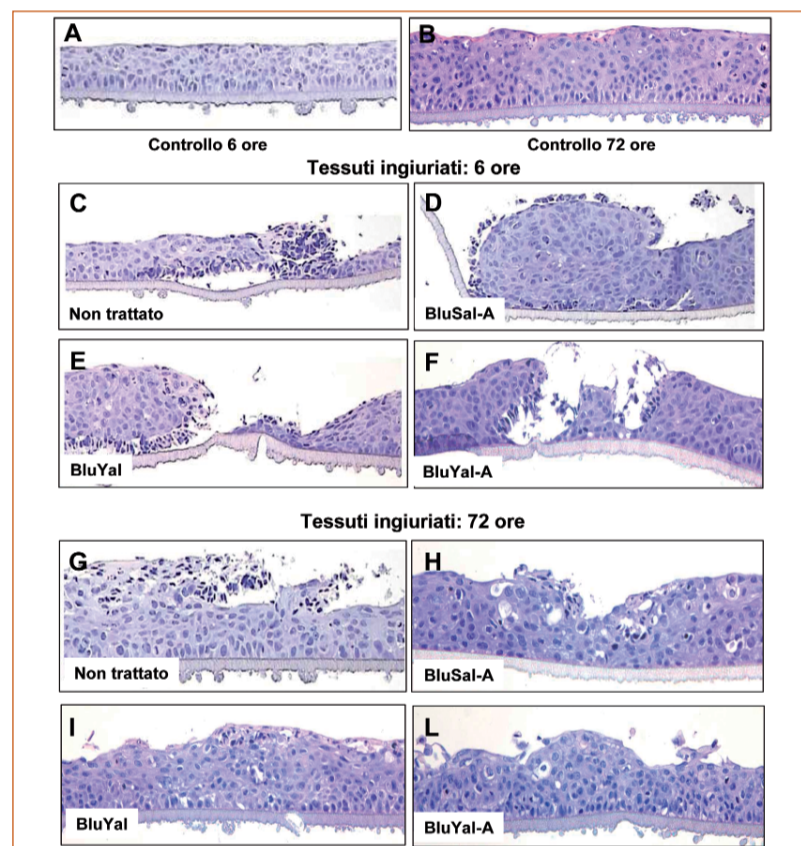 A
B
Controllo 6 ore
Controllo 72 ore
Tessuti ingiuriati: 6 ore
C
Non trattato
D
BluSal-A
E
BluYal
F
BluYal-A
Tessuti ingiuriati: 72 ore
G
Non trattato
H
BluSal-A
I
BluYal
L
BluYal-A